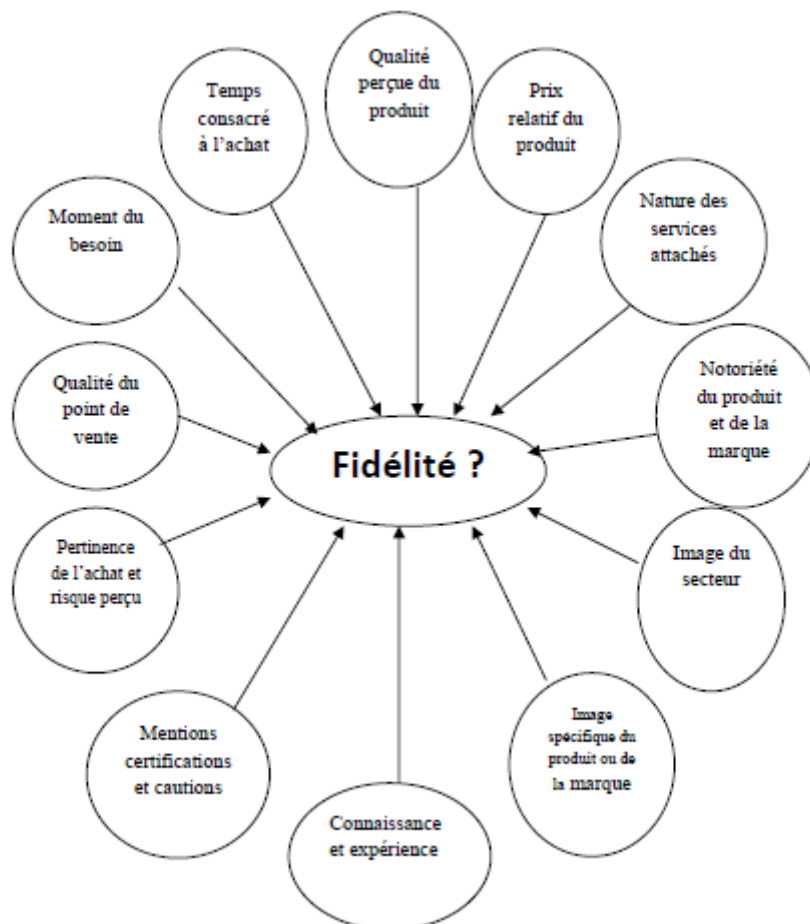 Qualité
perçue du
produit
Prix
relatif du
produit
Temps
consacré
à l’achat
Nature des
services
attachés
Moment du
besoin
Notoriété
du produit
et de la
marque
Qualité du
point de
vente
Fidélité ?
Image du
secteur
Pertinence
de l’achat et
risque perçu
Image
spécifique du
produit ou de
la marque
Mentions
certifications
et cautions
Connaissance
et expérience